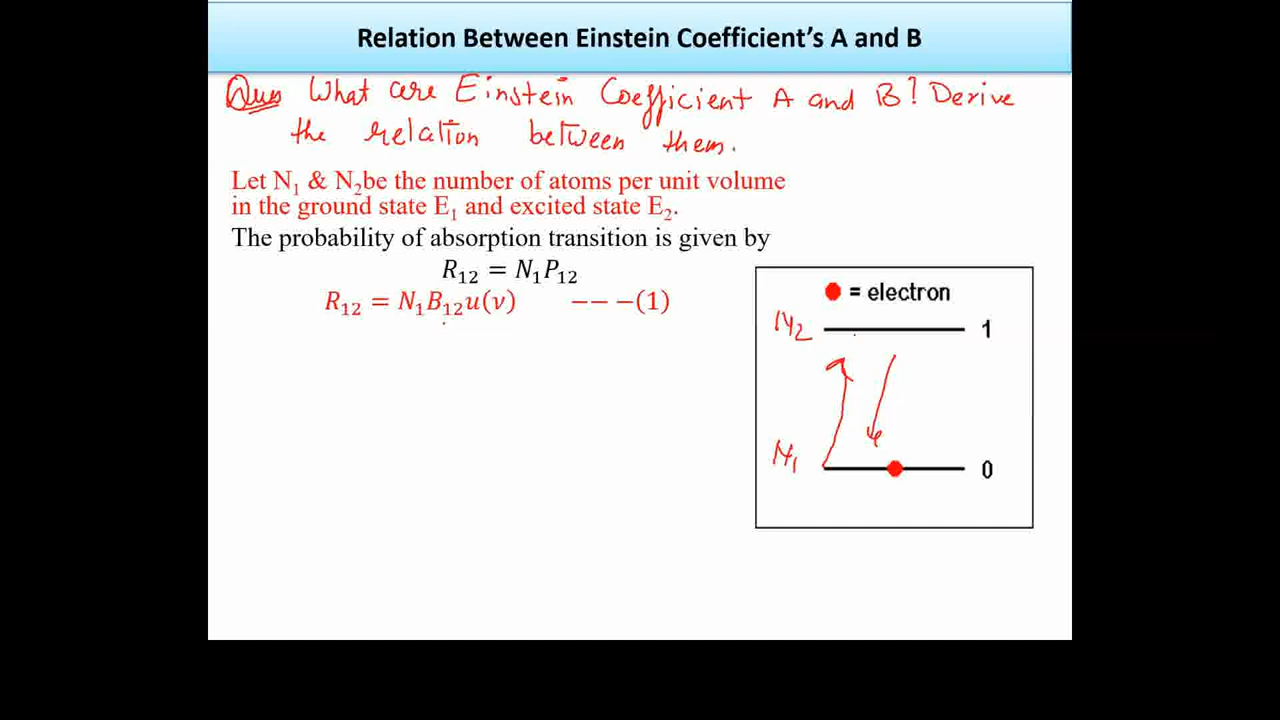 Relation Between Einstein Coefficient’s A and B
Ques What are Einstein Coefficient A and B? Derive
the relation between them.
Let N₁ & N₂be the number of atoms per unit volume
in the ground state E₁ and excited state E₂.
The probability of absorption transition is given by
R₁₂ = N₁P₁₂
R₁₂ = N₁B₁₂u(ν) −−−(1)
= electron
N₂ 1
N₁ 0